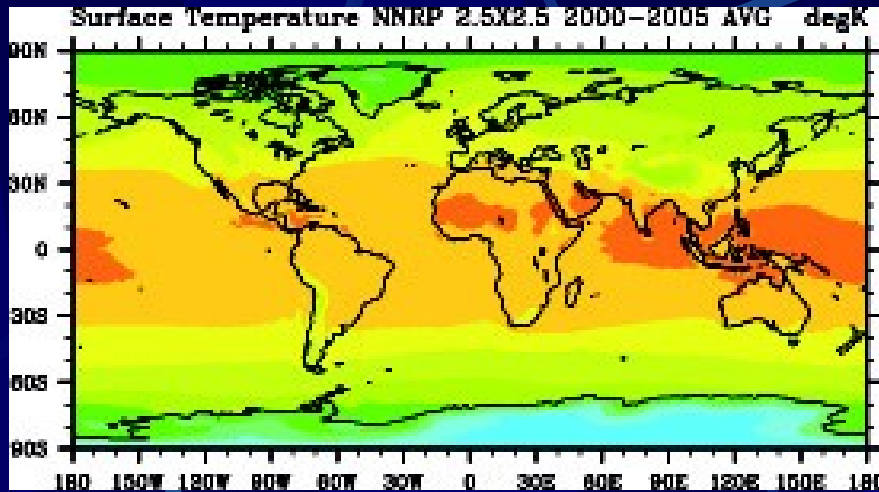 Surface Temperature NNRP 2.5X2.5 2000-2005 AVG degK
90N
60N
30N
0
30S
60S
90S
180 150W 120W 90W 60W 30W 0 30E 60E 90E 120E 150E 180